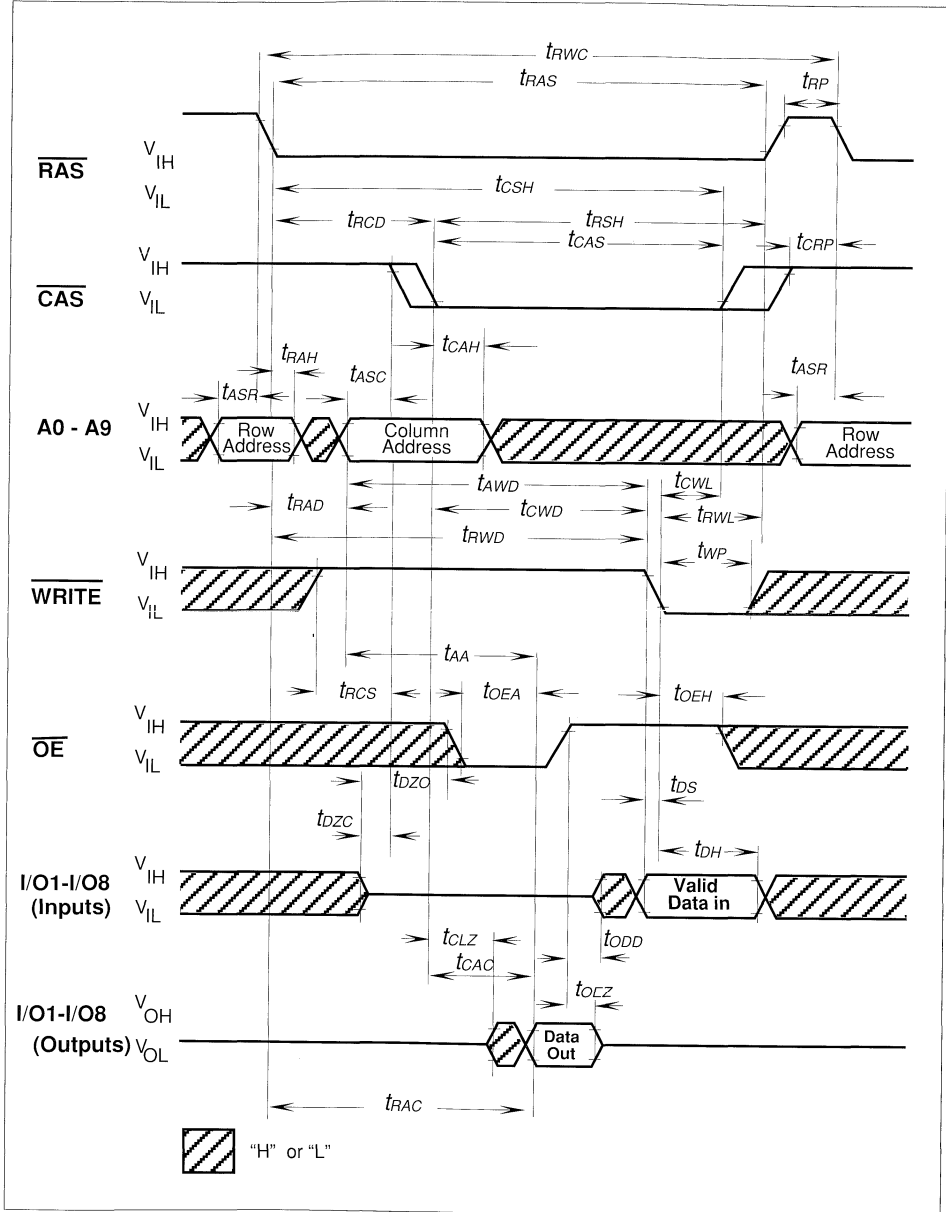 tRWC
tRAS
tRP
RAS
VIH
VIL
tCSH
tRCD
tRSH
tCAS
tCRP
CAS
VIH
VIL
tCAH
tRAH
tASR
tASC
tASR
A0 - A9
VIH
VIL
Row Address
Column Address
Row Address
tAWD
tCWL
tRAD
tCWD
tRWL
tRWD
tWP
WRITE
VIH
VIL
tAA
tRCS
tOEA
tOEH
OE
VIH
VIL
tDZO
tDS
tDZC
tDH
I/O1-I/O8
(Inputs)
VIH
VIL
Valid
Data in
tCLZ
tODD
tCAC
tOEZ
I/O1-I/O8
(Outputs)
VOH
VOL
Data
Out
tRAC
"H" or "L"